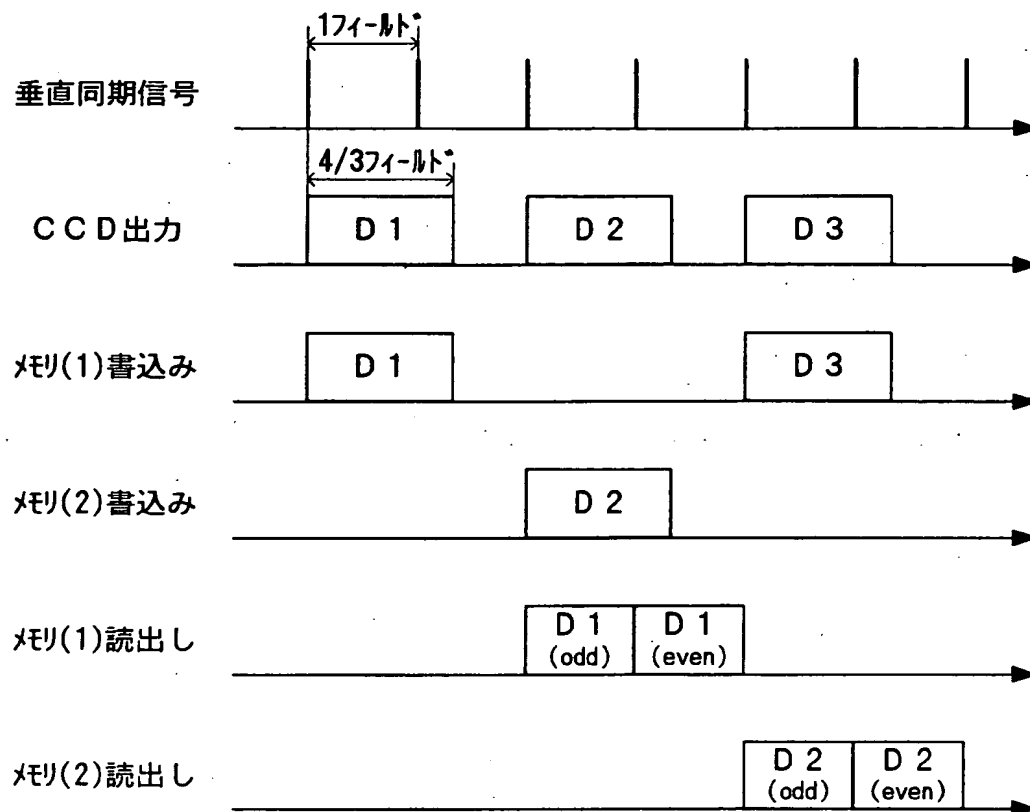 1フィールド
垂直同期信号
4/3フィールド
CCD出力
D1
D2
D3
メモリ(1)書込み
D1
D3
メモリ(2)書込み
D2
メモリ(1)読出し
D1
(odd)
D1
(even)
メモリ(2)読出し
D2
(odd)
D2
(even)